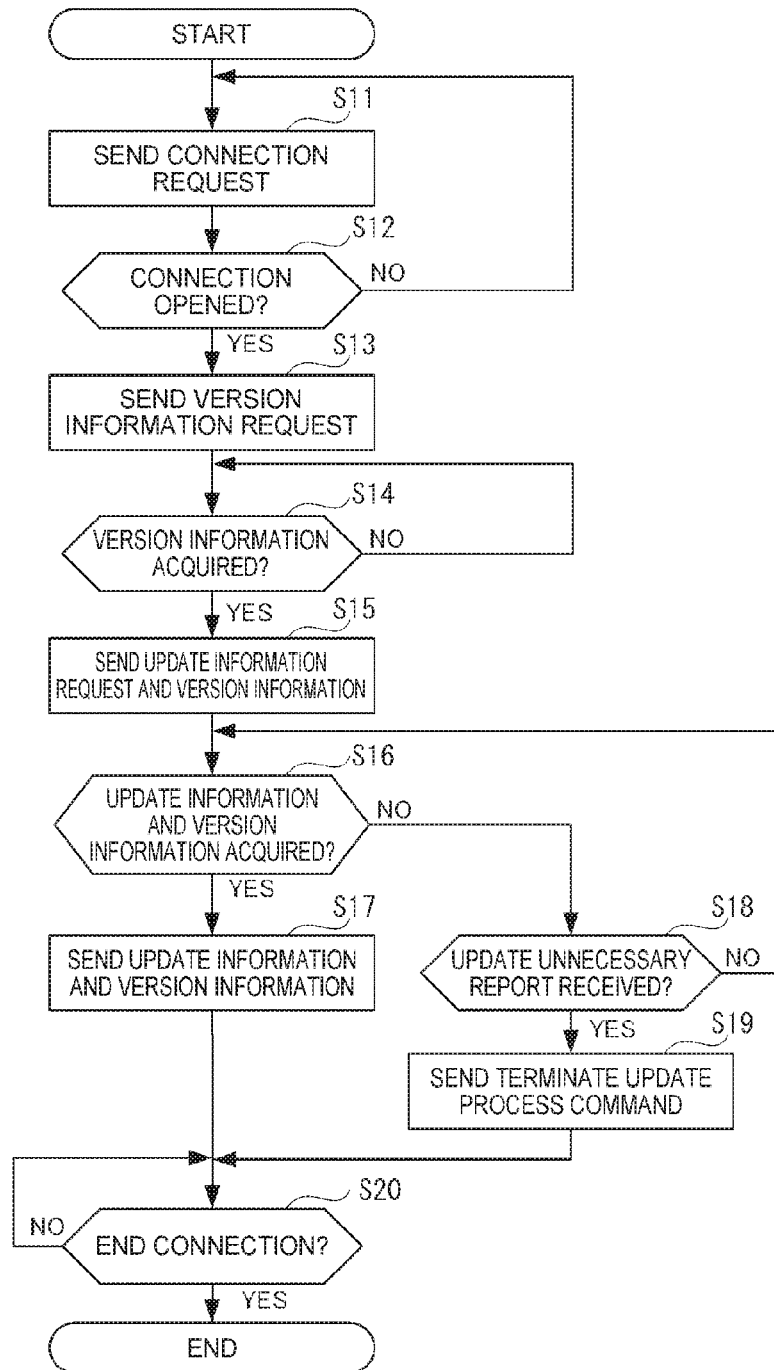 START
S11
SEND CONNECTION
REQUEST
S12
CONNECTION
OPENED?
NO
YES
S13
SEND VERSION
INFORMATION REQUEST
S14
VERSION INFORMATION
ACQUIRED?
NO
YES
S15
SEND UPDATE INFORMATION
REQUEST AND VERSION INFORMATION
S16
UPDATE INFORMATION
AND VERSION
INFORMATION ACQUIRED?
NO
YES
S17
SEND UPDATE INFORMATION
AND VERSION INFORMATION
S18
UPDATE UNNECESSARY
REPORT RECEIVED?
NO
YES
S19
SEND TERMINATE UPDATE
PROCESS COMMAND
S20
END CONNECTION?
NO
YES
END